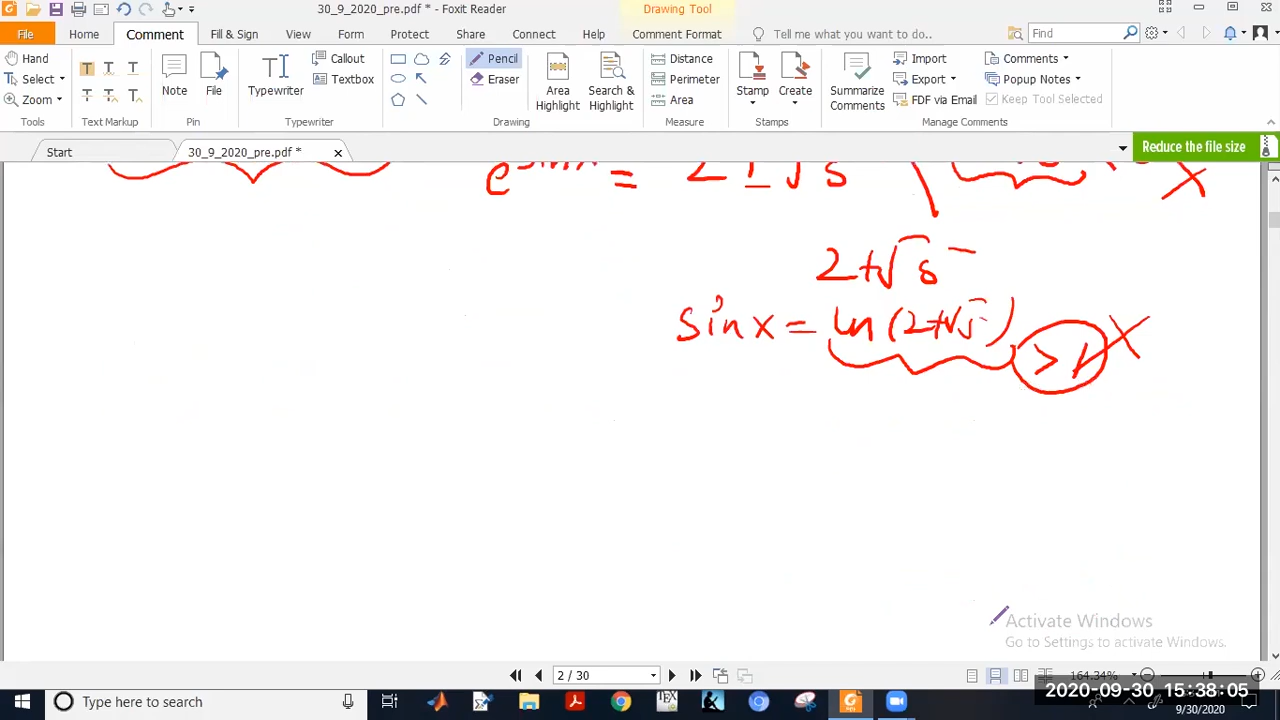 30_9_2020_pre.pdf * - Foxit Reader
Drawing Tool
File Home Comment Fill & Sign View Form Protect Share Connect Help Comment Format Tell me what you want to do.. Find
Hand
Select
Zoom
Tools
Text Markup
Note
File
Pin
Typewriter
Callout
Textbox
Typewriter
Pencil
Eraser
Drawing
Area Highlight
Search & Highlight
Distance
Perimeter
Area
Measure
Stamp
Create
Stamps
Summarize Comments
Import
Export
FDF via Email
Comments
Popup Notes
Keep Tool Selected
Manage Comments
Start
30_9_2020_pre.pdf *
Reduce the file size
e^sinx = 2 ± √5
2+√5
sin x = ln (2+√5) > 1 X
Activate Windows
Go to Settings to activate Windows.
2 / 30
164.34%
2020-09-30 15:38:05
Type here to search
9/30/2020